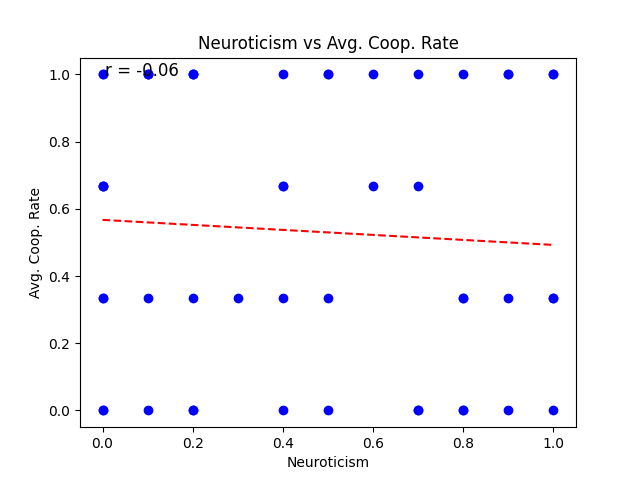 Neuroticism vs Avg. Coop. Rate
r = -0.06
1.0
0.8
0.6
0.4
0.2
0.0
Avg. Coop. Rate
0.0 0.2 0.4 0.6 0.8 1.0
Neuroticism